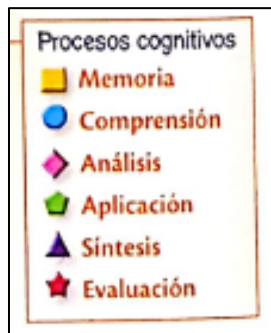 Procesos cognitivos
Memoria
Comprensión
Análisis
Aplicación
Síntesis
Evaluación